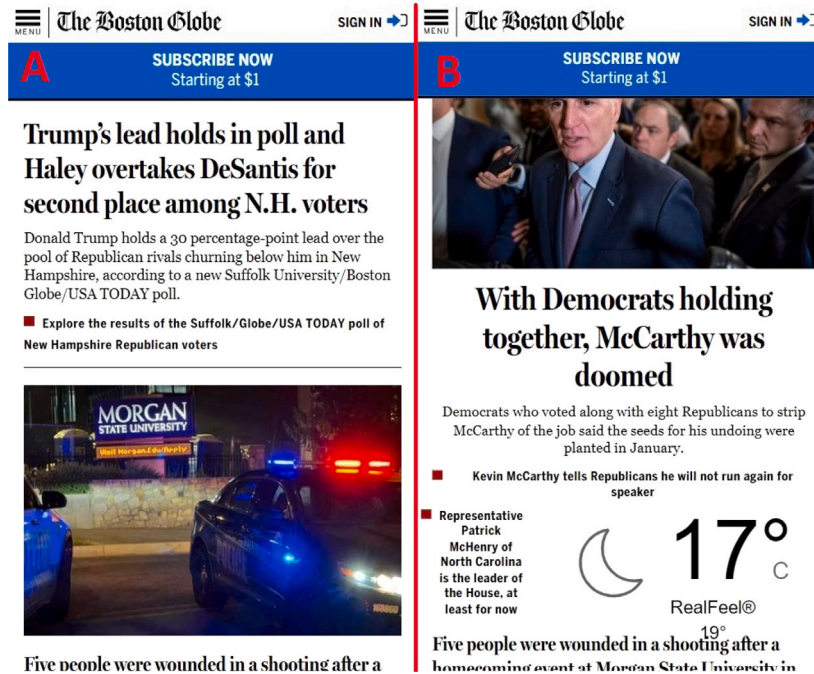 MENU
The Boston Globe
SIGN IN
A
SUBSCRIBE NOW
Starting at $1
Trump's lead holds in poll and
Haley overtakes DeSantis for
second place among N.H. voters
Donald Trump holds a 30 percentage-point lead over the
pool of Republican rivals churning below him in New
Hampshire, according to a new Suffolk University/Boston
Globe/USA TODAY poll.
Explore the results of the Suffolk/Globe/USA TODAY poll of
New Hampshire Republican voters
MORGAN
STATE UNIVERSITY
Visit Morgan.Edu/Apply
Five people were wounded in a shooting after a
MENU
The Boston Globe
SIGN IN
B
SUBSCRIBE NOW
Starting at $1
With Democrats holding
together, McCarthy was
doomed
Democrats who voted along with eight Republicans to strip
McCarthy of the job said the seeds for his undoing were
planted in January.
Kevin McCarthy tells Republicans he will not run again for
speaker
Representative
Patrick
McHenry of
North Carolina
is the leader of
the House, at
least for now
17°
C
RealFeel®
19°
Five people were wounded in a shooting after a
homecoming event at Morgan State University in